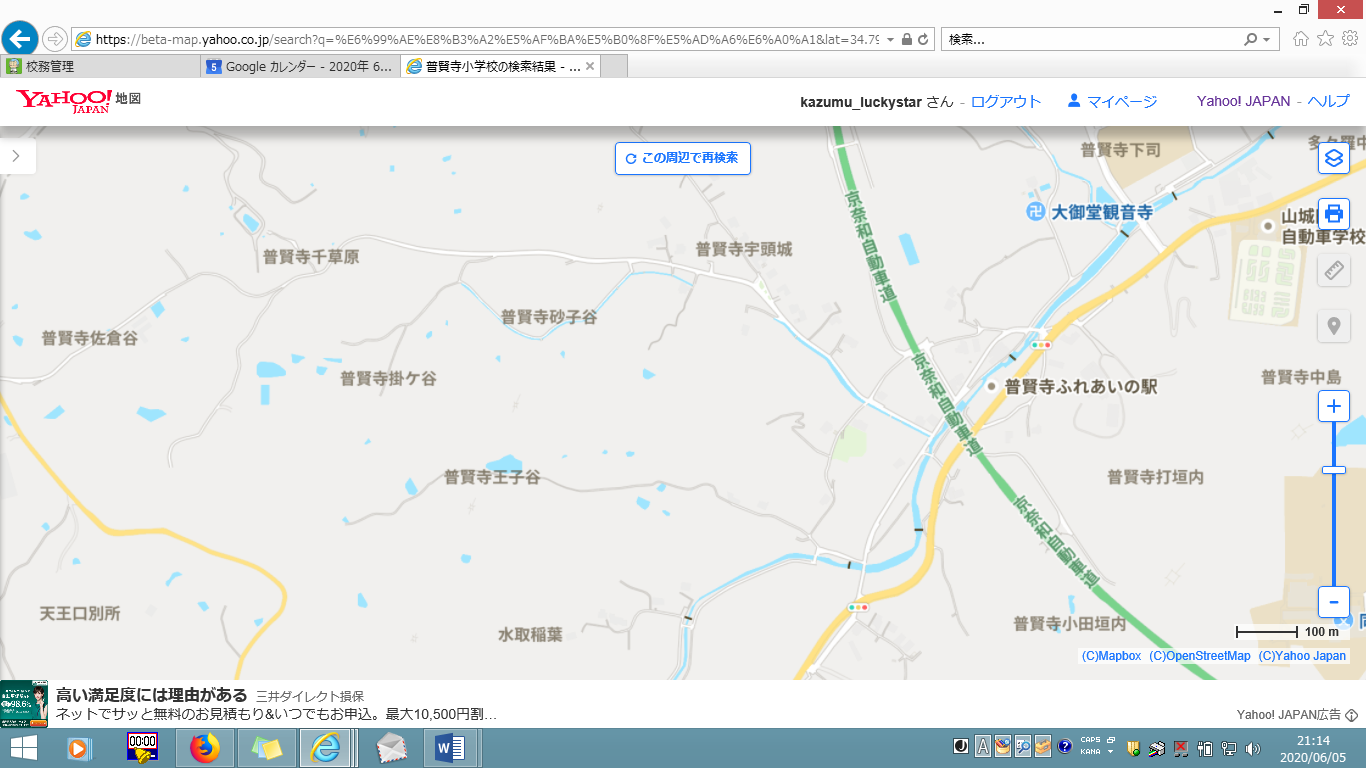 https://beta-map.yahoo.co.jp/search?q=%E6%99%AE%E8%B3%A2%E5%AF%BA%E5%B0%8F%E5%AD%A6%E6%A0%A1&lat=34.79
検索...
校務管理
Google カレンダー - 2020年 6...
普賢寺小学校の検索結果 - ...
YAHOO! JAPAN 地図
kazumu_luckystar さん - ログアウト マイページ Yahoo! JAPAN - ヘルプ
この周辺で再検索
普賢寺下司
多々羅中
大御堂観音寺
山城
自動車学校
京奈和自動車道
普賢寺宇頭城
普賢寺千草原
普賢寺砂子谷
普賢寺佐倉谷
普賢寺掛ケ谷
京奈和自動車道
普賢寺ふれあいの駅
普賢寺中島
普賢寺王子谷
普賢寺打垣内
京奈和自動車道
天王口別所
水取稲葉
普賢寺小田垣内
同
100 m
(C)Mapbox (C)OpenStreetMap (C)Yahoo Japan
高い満足度には理由がある 三井ダイレクト損保
ネットでサッと無料のお見積もり&いつでもお申込。最大10,500円割...
Yahoo! JAPAN広告
00:00
CAPS
KANA
21:14
2020/06/05